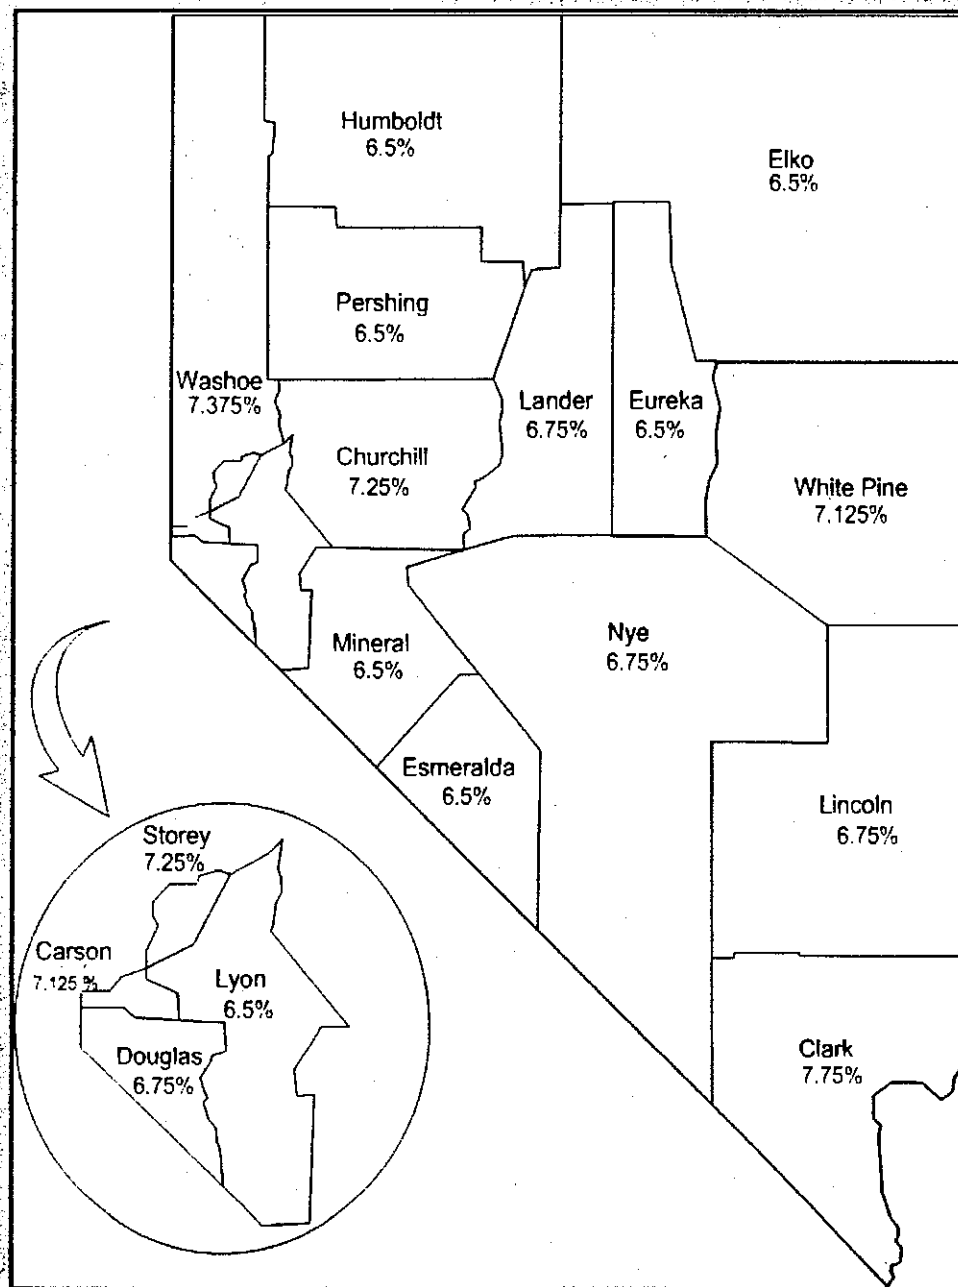 Humboldt
6.5%
Elko
6.5%
Pershing
6.5%
Washoe
7.375%
Lander
6.75%
Eureka
6.5%
Churchill
7.25%
White Pine
7.125%
Mineral
6.5%
Nye
6.75%
Esmeralda
6.5%
Lincoln
6.75%
Storey
7.25%
Carson
7.125 %
Lyon
6.5%
Douglas
6.75%
Clark
7.75%